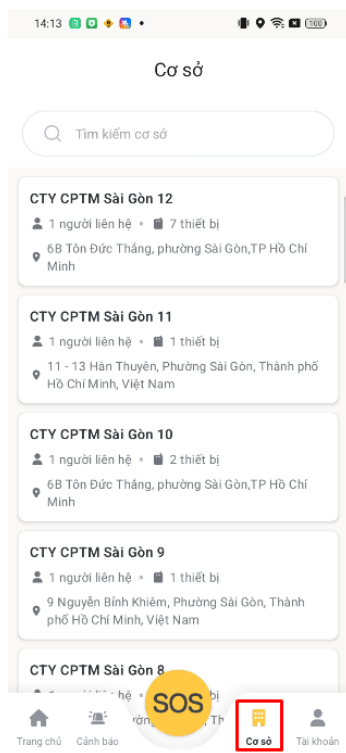 14:13
100
Cơ sở
Tìm kiếm cơ sở
CTY CPTM Sài Gòn 12
1 người liên hệ • 7 thiết bị
6B Tôn Đức Thắng, phường Sài Gòn,TP Hồ Chí
Minh
CTY CPTM Sài Gòn 11
1 người liên hệ • 1 thiết bị
11 - 13 Hàn Thuyên, Phường Sài Gòn, Thành phố
Hồ Chí Minh, Việt Nam
CTY CPTM Sài Gòn 10
1 người liên hệ • 2 thiết bị
6B Tôn Đức Thắng, phường Sài Gòn,TP Hồ Chí
Minh
CTY CPTM Sài Gòn 9
1 người liên hệ • 1 thiết bị
9 Nguyễn Bỉnh Khiêm, Phường Sài Gòn, Thành
phố Hồ Chí Minh, Việt Nam
CTY CPTM Sài Gòn 8
SOS
Trang chủ Cảnh báo Cơ sở Tài khoản